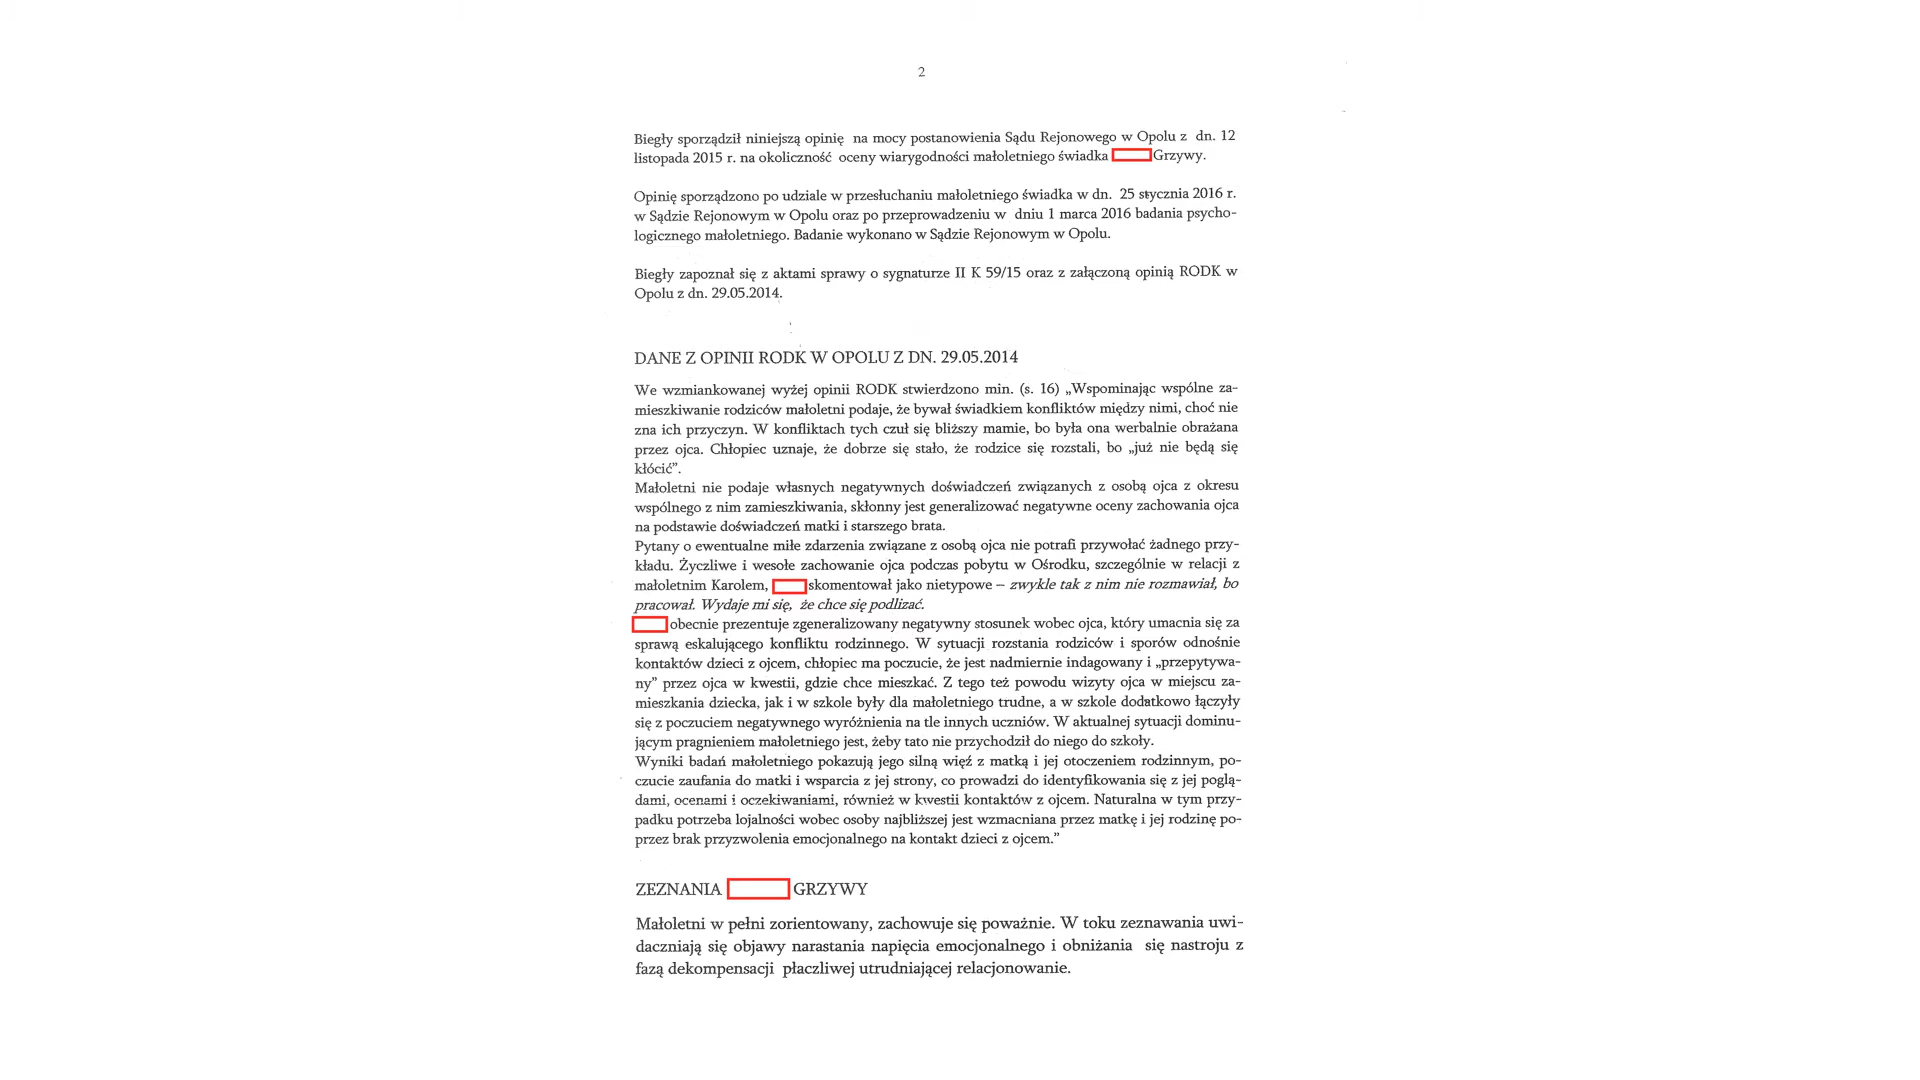 2
Biegły sporządził niniejszą opinię na mocy postanowienia Sądu Rejonowego w Opolu z dn. 12
listopada 2015 r. na okoliczność oceny wiarygodności małoletniego świadka Grzywy.
Opinię sporządzono po udziale w przesłuchaniu małoletniego świadka w dn. 25 stycznia 2016 r.
w Sądzie Rejonowym w Opolu oraz po przeprowadzeniu w dniu 1 marca 2016 badania psycho-
logicznego małoletniego. Badanie wykonano w Sądzie Rejonowym w Opolu.
Biegły zapoznał się z aktami sprawy o sygnaturze II K 59/15 oraz z załączoną opinią RODK w
Opolu z dn. 29.05.2014.
DANE Z OPINII RODK W OPOLU Z DN. 29.05.2014
We wzmiankowanej wyżej opinii RODK stwierdzono min. (s. 16) „Wspominając wspólne za-
mieszkiwanie rodziców małoletni podaje, że bywał świadkiem konfliktów między nimi, choć nie
zna ich przyczyn. W konfliktach tych czuł się bliższy mamie, bo była ona werbalnie obrażana
przez ojca. Chłopiec uznaje, że dobrze się stało, że rodzice się rozstali, bo „już nie będą się
kłócić”.
Małoletni nie podaje własnych negatywnych doświadczeń związanych z osobą ojca z okresu
wspólnego z nim zamieszkiwania, skłonny jest generalizować negatywne oceny zachowania ojca
na podstawie doświadczeń matki i starszego brata.
Pytany o ewentualne miłe zdarzenia związane z osobą ojca nie potrafi przywołać żadnego przy-
kładu. Życzliwe i wesołe zachowanie ojca podczas pobytu w Ośrodku, szczególnie w relacji z
małoletnim Karolem, skomentował jako nietypowe – zwykle tak z nim nie rozmawiał, bo
pracował. Wydaje mi się, że chce się podlizać.
obecnie prezentuje zgeneralizowany negatywny stosunek wobec ojca, który umacnia się za
sprawą eskalującego konfliktu rodzinnego. W sytuacji rozstania rodziców i sporów odnośnie
kontaktów dzieci z ojcem, chłopiec ma poczucie, że jest nadmiernie indagowany i „przepytywa-
ny” przez ojca w kwestii, gdzie chce mieszkać. Z tego też powodu wizyty ojca w miejscu za-
mieszkania dziecka, jak i w szkole były dla małoletniego trudne, a w szkole dodatkowo łączyły
się z poczuciem negatywnego wyróżnienia na tle innych uczniów. W aktualnej sytuacji dominu-
jącym pragnieniem małoletniego jest, żeby tato nie przychodził do niego do szkoły.
Wyniki badań małoletniego pokazują jego silną więź z matką i jej otoczeniem rodzinnym, po-
czucie zaufania do matki i wsparcia z jej strony, co prowadzi do identyfikowania się z jej poglą-
dami, ocenami i oczekiwaniami, również w kwestii kontaktów z ojcem. Naturalna w tym przy-
padku potrzeba lojalności wobec osoby najbliższej jest wzmacniana przez matkę i jej rodzinę po-
przez brak przyzwolenia emocjonalnego na kontakt dzieci z ojcem.”
ZEZNANIA GRZYWY
Małoletni w pełni zorientowany, zachowuje się poważnie. W toku zeznawania uwi-
daczniają się objawy narastania napięcia emocjonalnego i obniżania się nastroju z
fazą dekompensacji płaczliwej utrudniającej relacjonowanie.